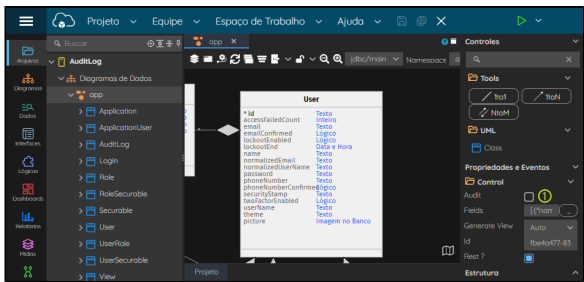 Projeto Equipe Espaço de Trabalho Ajuda
Arquivos
Diagramas
Dados
Interfaces
Lógicas
Dashboards
Relatórios
Mídias
Buscar
AuditLog
Diagramas de Dados
app
Application
ApplicationUser
AuditLog
Login
Role
RoleSecurable
Securable
User
UserRole
UserSecurable
View
app
jdbc/main Namespace
User
* id Texto
accessFailedCount Inteiro
email Texto
emailConfirmed Lógico
lockoutEnabled Lógico
lockoutEnd Data e Hora
name Texto
normalizedEmail Texto
normalizedUserName Texto
password Texto
phoneNumber Texto
phoneNumberConfirmed Lógico
securityStamp Texto
twoFactorEnabled Lógico
userName Texto
theme Texto
picture Imagem no Banco
Projeto
Controles
Tools
1to1 1toN
NtoM
UML
Class
Propriedades e Eventos
Control
Audit 1
Fields [{"nam ...
Generate View Auto
Id fbe4a477-83
Rest ?
Estrutura